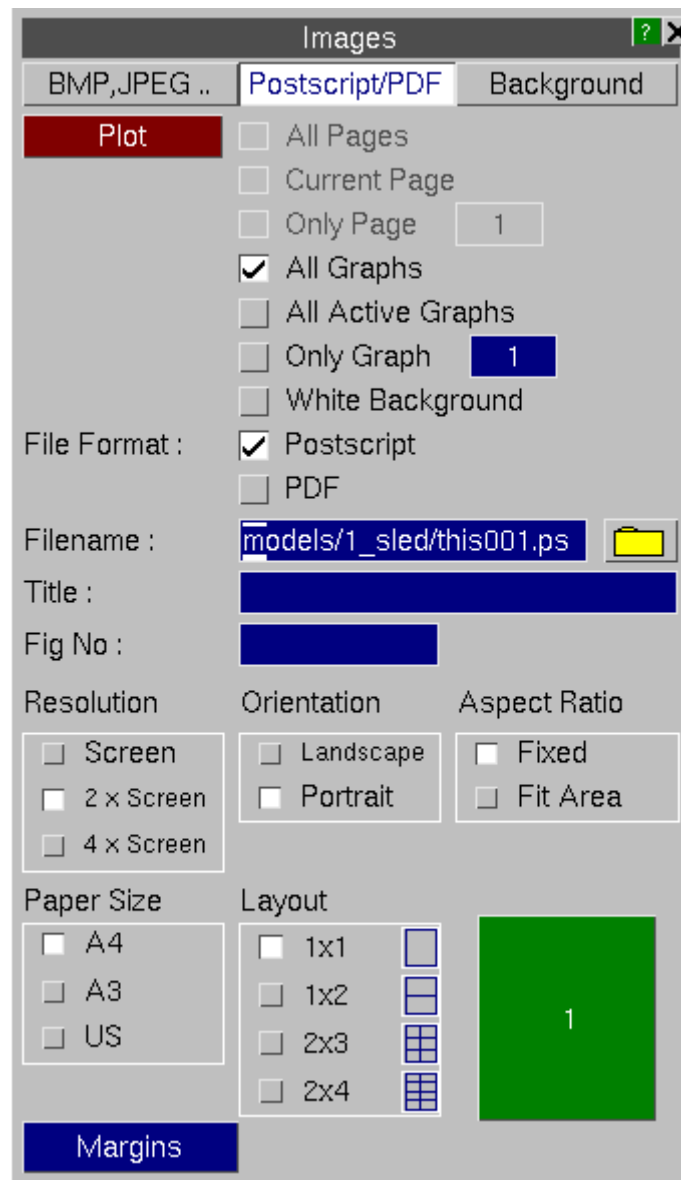 Images ?
BMP,JPEG .. Postscript/PDF Background
Plot All Pages
Current Page
Only Page 1
All Graphs
All Active Graphs
Only Graph 1
White Background
File Format : Postscript
PDF
Filename : models/1_sled/this001.ps
Title :
Fig No :
Resolution Orientation Aspect Ratio
Screen Landscape Fixed
2 x Screen Portrait Fit Area
4 x Screen
Paper Size Layout
A4 1x1
A3 1x2 1
US 2x3
2x4
Margins